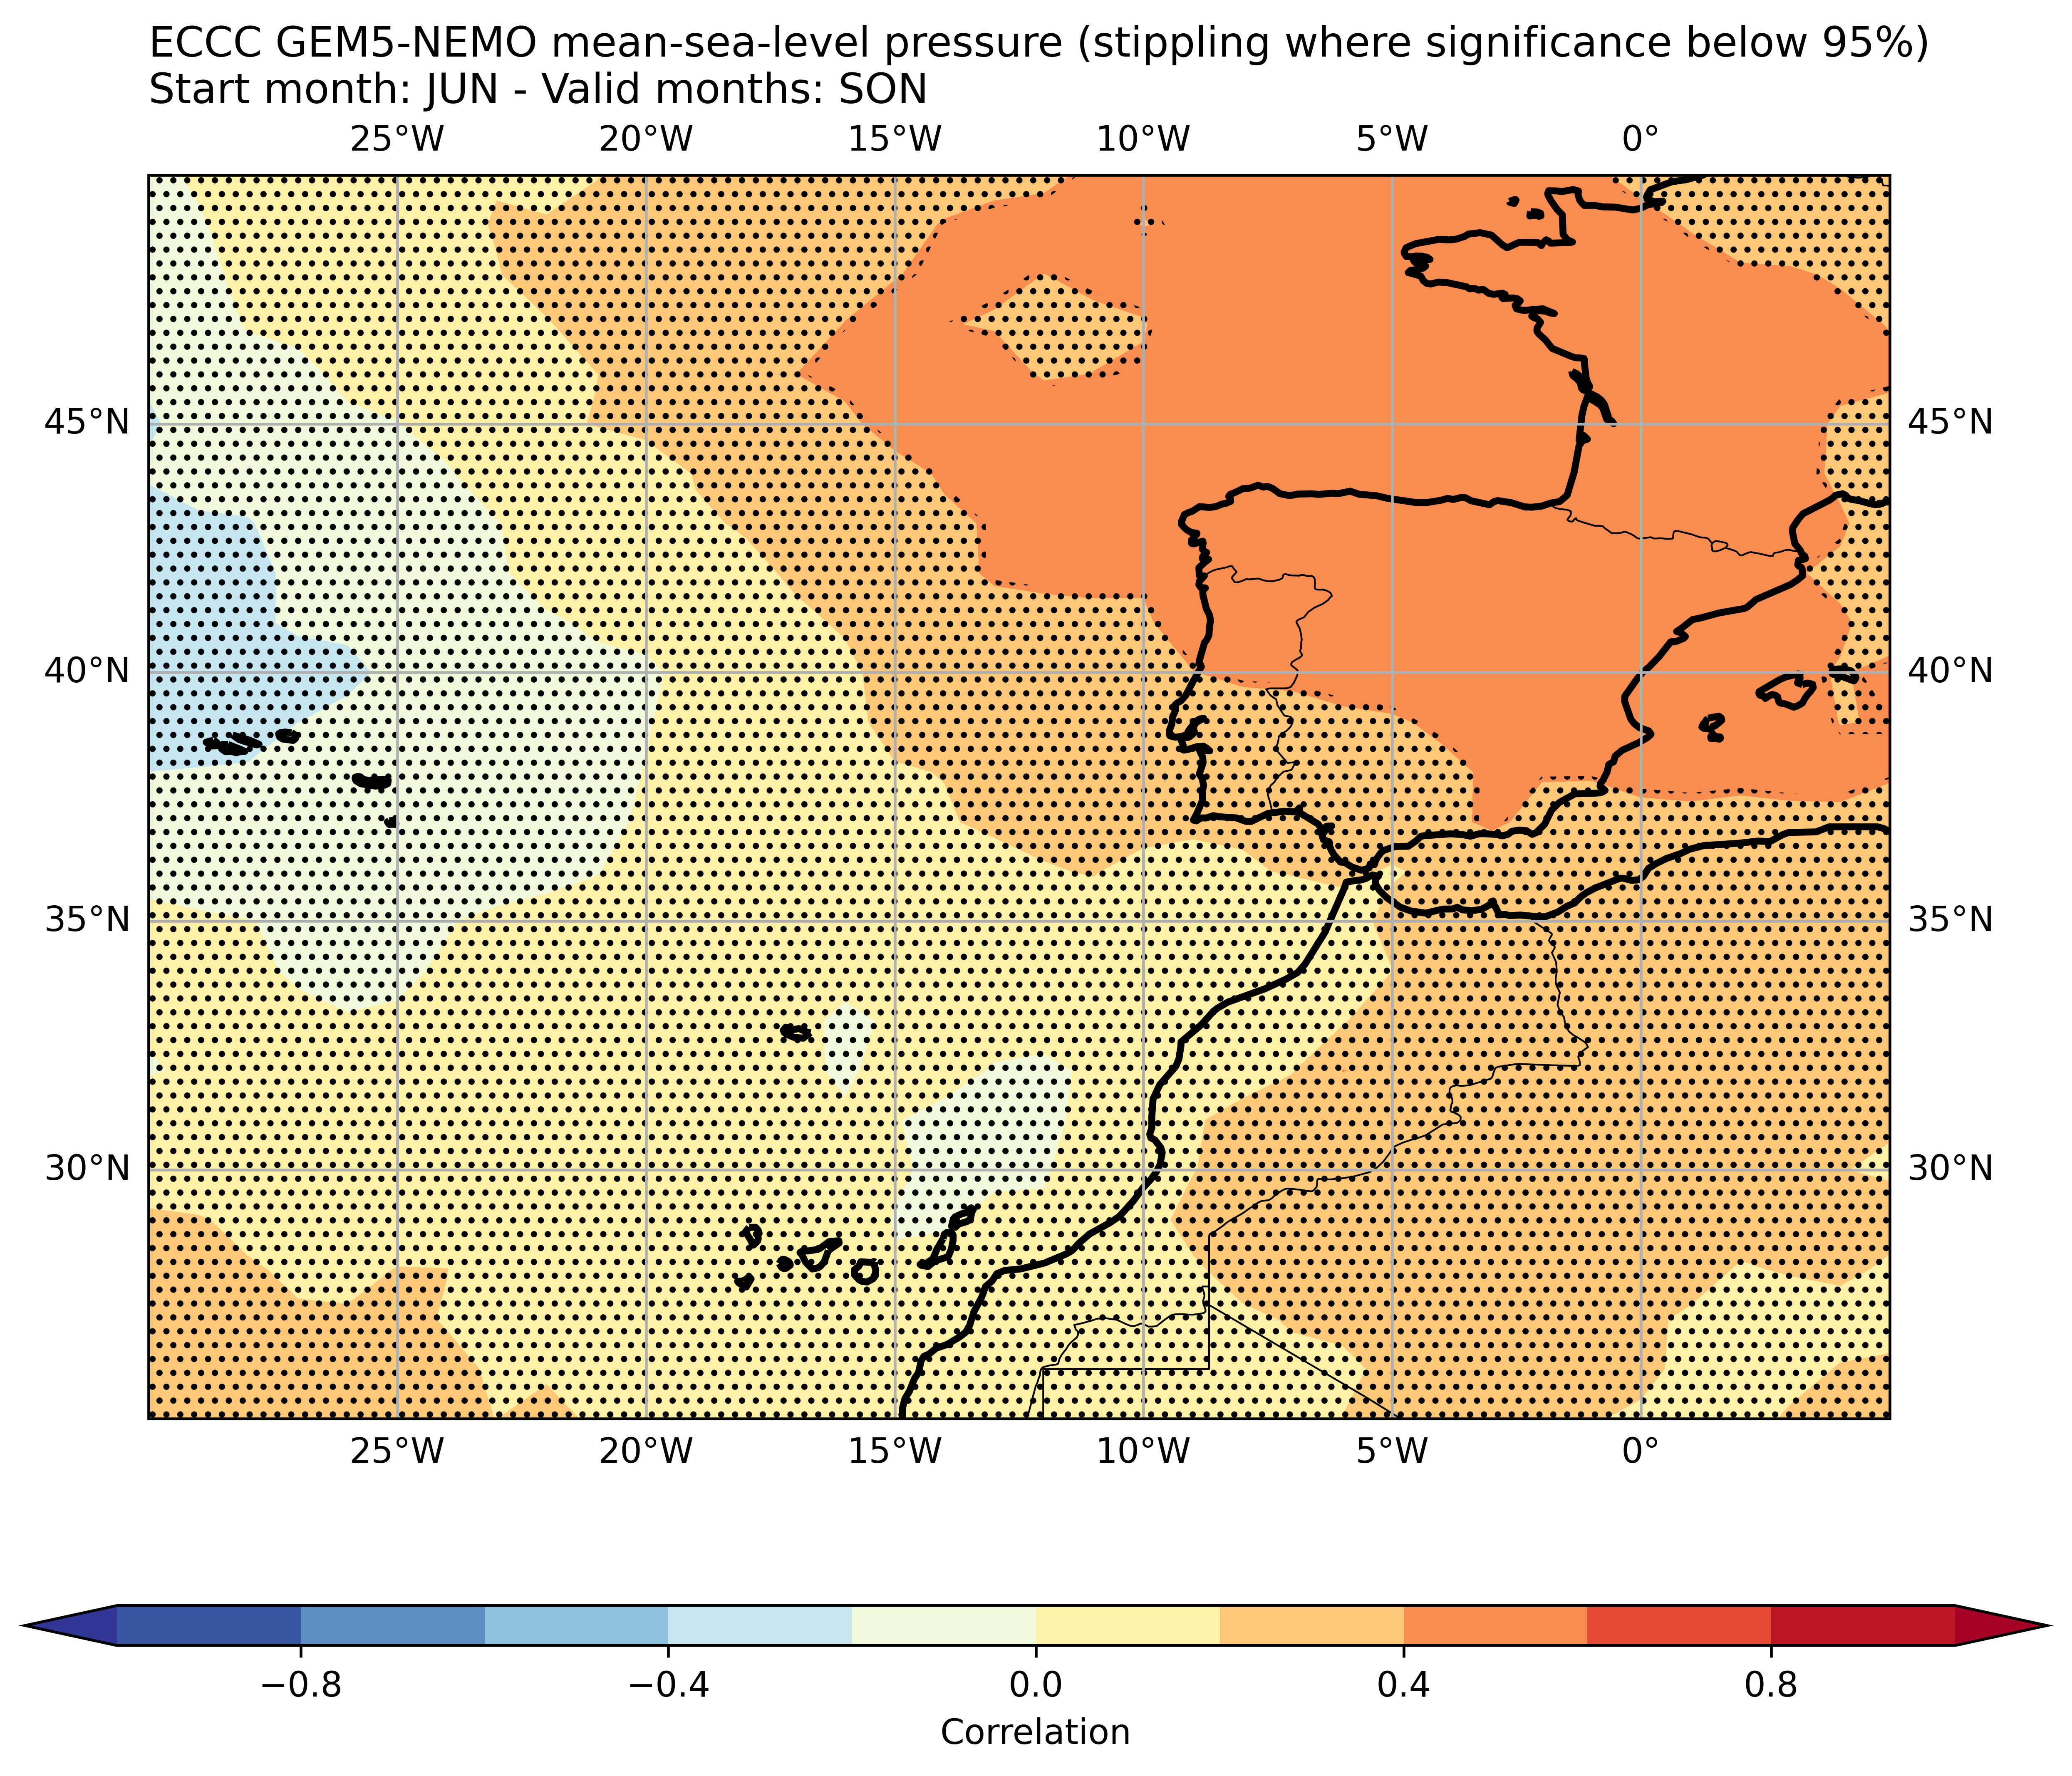 ECCC GEM5-NEMO mean-sea-level pressure (stippling where significance below 95%)
Start month: JUN - Valid months: SON
25°W 20°W 15°W 10°W 5°W 0°
45°N 45°N
40°N 40°N
35°N 35°N
30°N 30°N
25°W 20°W 15°W 10°W 5°W 0°
−0.8 −0.4 0.0 0.4 0.8
Correlation